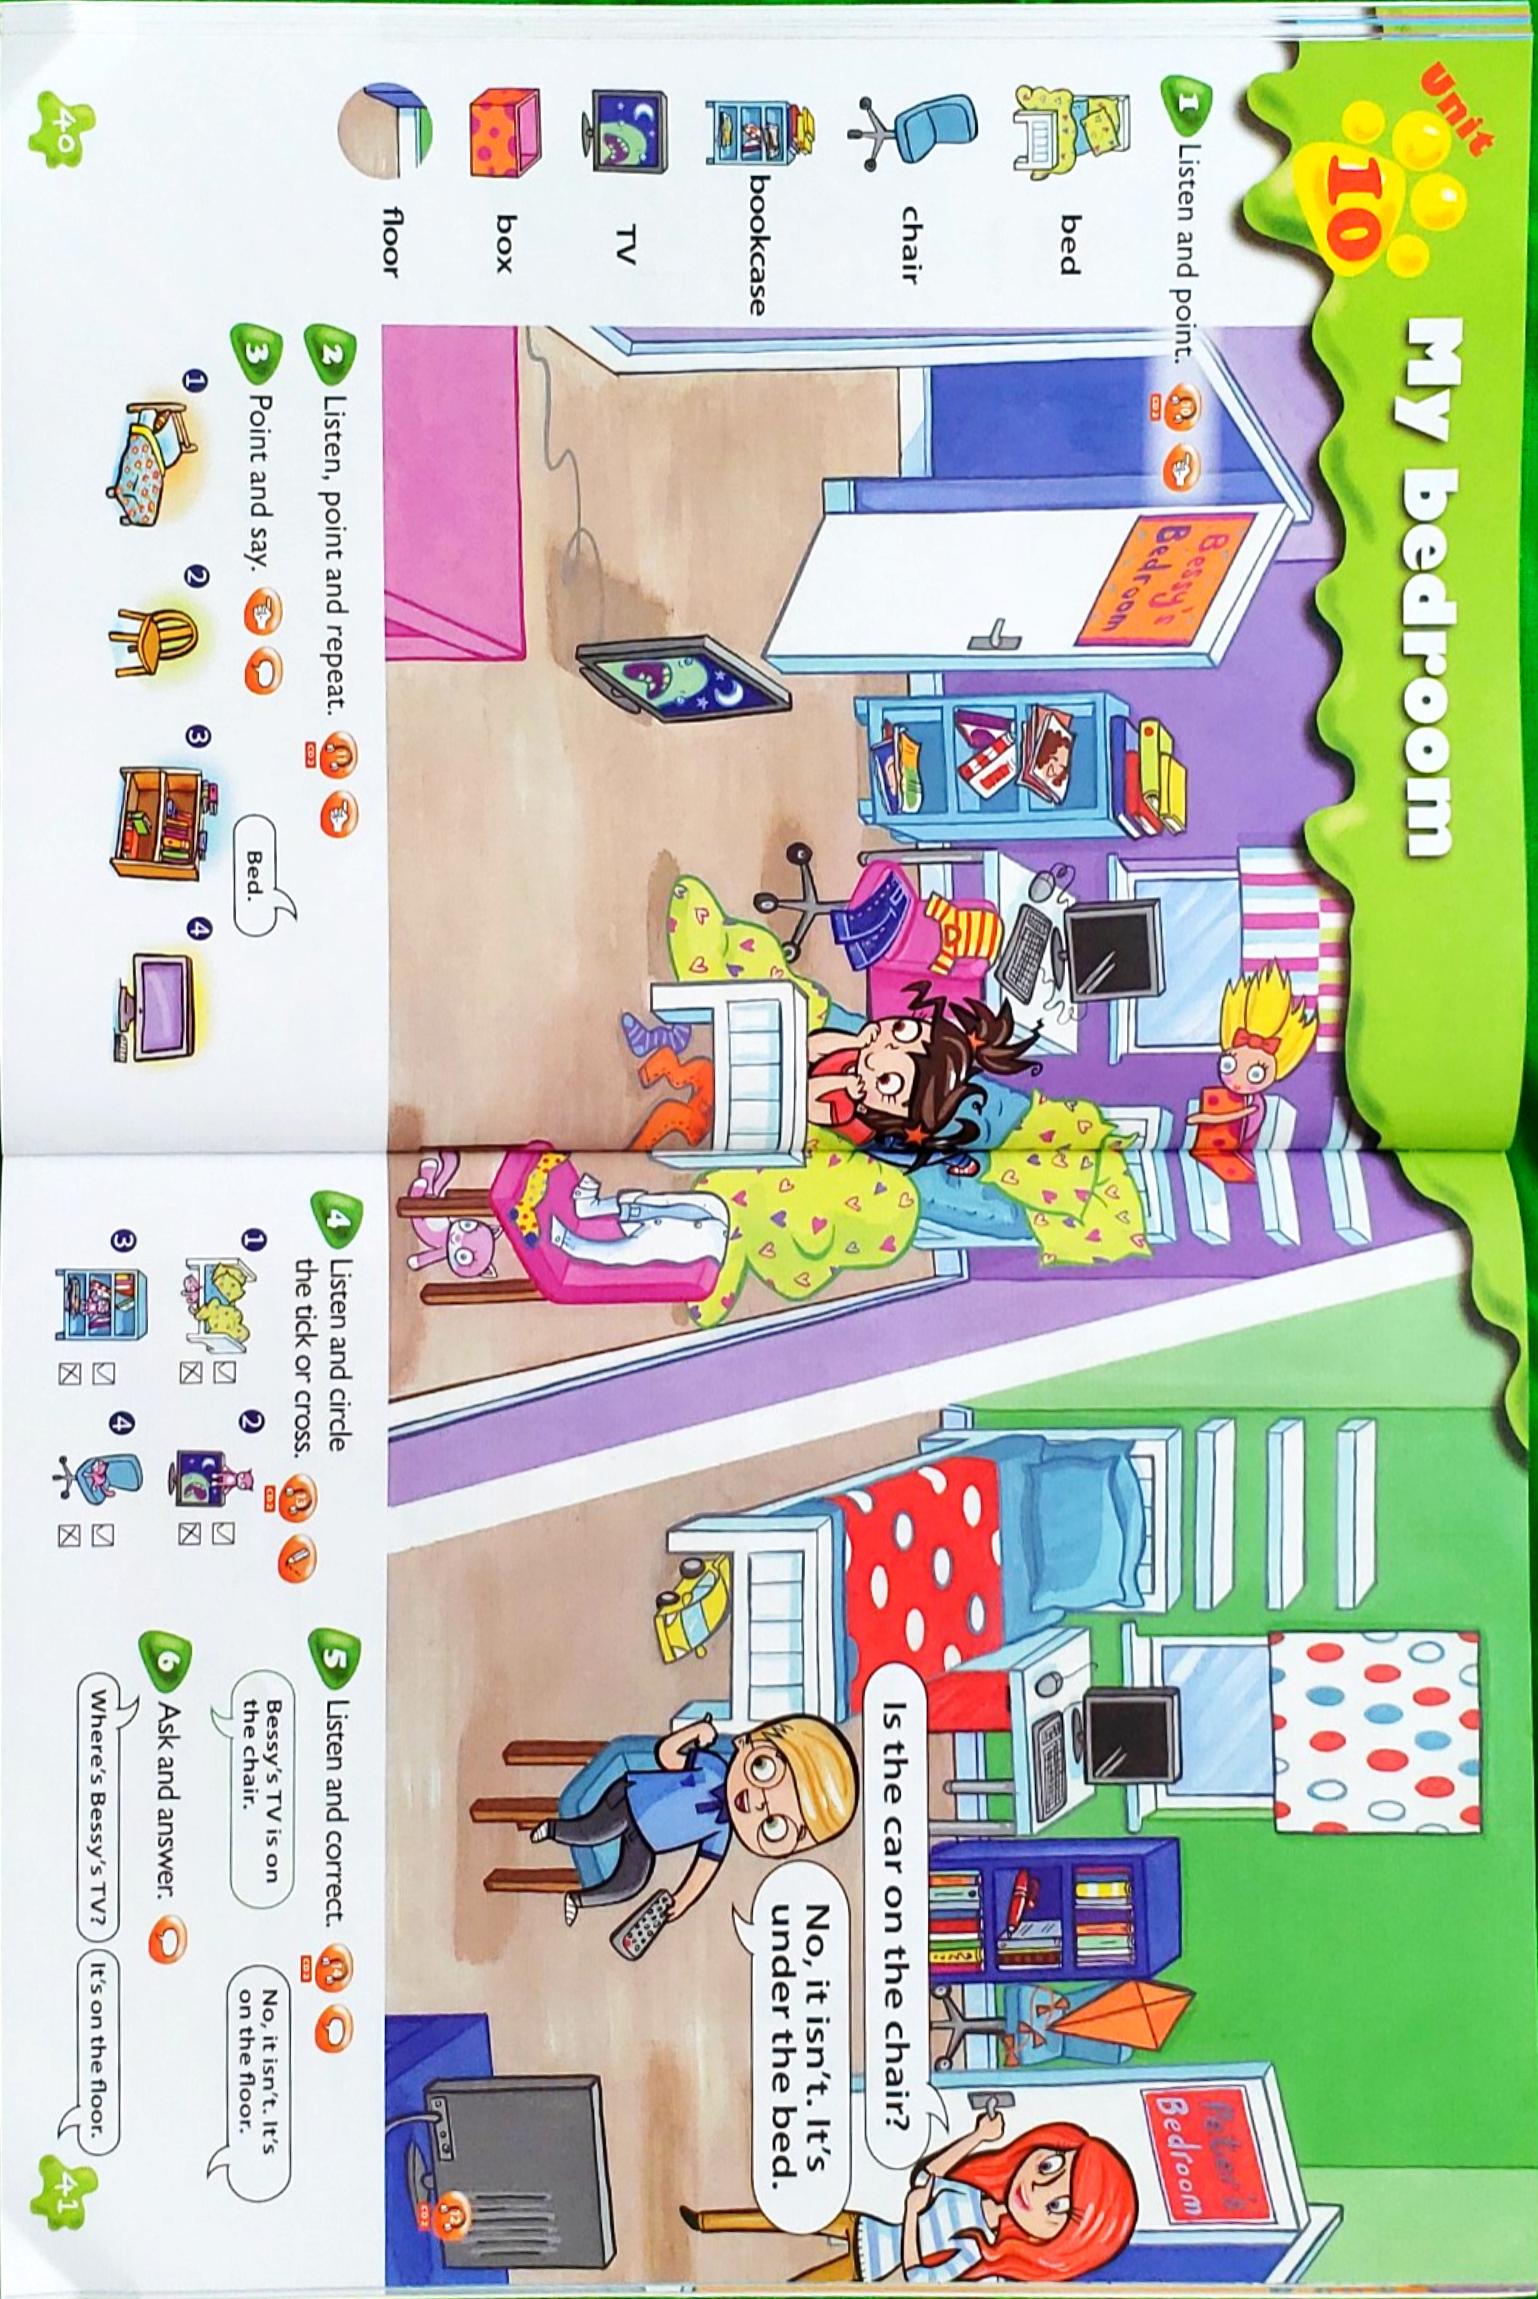 Unit
10
My bedroom
1 Listen and point.
10
CD 2
bed
chair
bookcase
TV
box
floor
Bessy's
Bedroom
Peter's
Bedroom
Is the car on the chair?
No, it isn't. It's
under the bed.
12
CD 2
2 Listen, point and repeat.
11
CD 2
3 Point and say.
Bed.
1
2
3
4
4 Listen and circle
the tick or cross.
13
CD 2
1
2
3
4
5 Listen and correct.
14
CD 2
Bessy's TV is on
the chair.
No, it isn't. It's
on the floor.
6 Ask and answer.
Where's Bessy's TV?
It's on the floor.
40
41